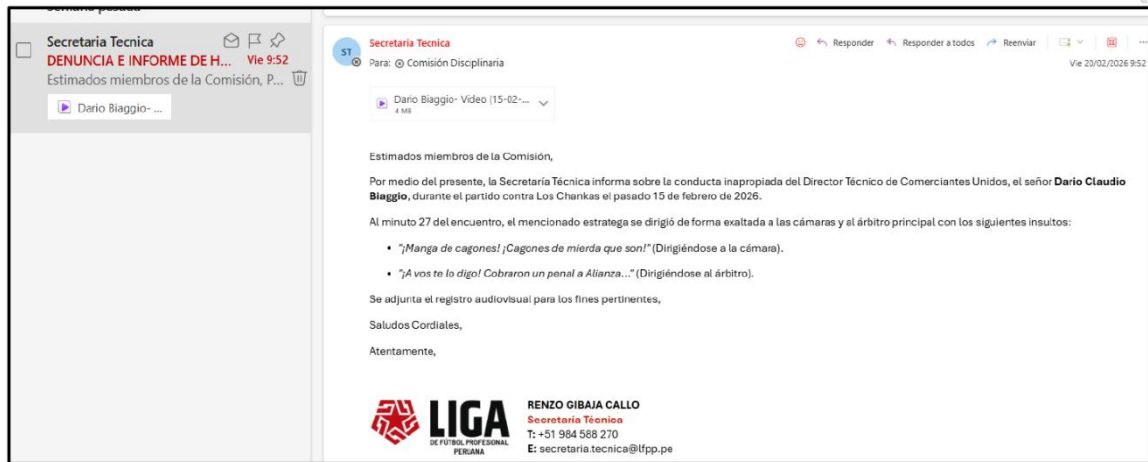 Secretaria Tecnica
DENUNCIA E INFORME DE H... Vie 9:52
Estimados miembros de la Comisión, P...
Dario Biaggio- ...
ST
Secretaria Tecnica
Responder Responder a todos Reenviar
Para: Comisión Disciplinaria
Vie 20/02/2026 9:52
Dario Biaggio- Video (15-02-...
4 MB
Estimados miembros de la Comisión,
Por medio del presente, la Secretaría Técnica informa sobre la conducta inapropiada del Director Técnico de Comerciantes Unidos, el señor Dario Claudio
Biaggio, durante el partido contra Los Chankas el pasado 15 de febrero de 2026.
Al minuto 27 del encuentro, el mencionado estratega se dirigió de forma exaltada a las cámaras y al árbitro principal con los siguientes insultos:
• "¡Manga de cagones! ¡Cagones de mierda que son!" (Dirigiéndose a la cámara).
• "¡A vos te lo digo! Cobraron un penal a Alianza..." (Dirigiéndose al árbitro).
Se adjunta el registro audiovisual para los fines pertinentes,
Saludos Cordiales,
Atentamente,
LIGA
DE FÚTBOL PROFESIONAL
PERUANA
RENZO GIBAJA CALLO
Secretaría Técnica
T: +51 984 588 270
E: secretaria.tecnica@lfpp.pe